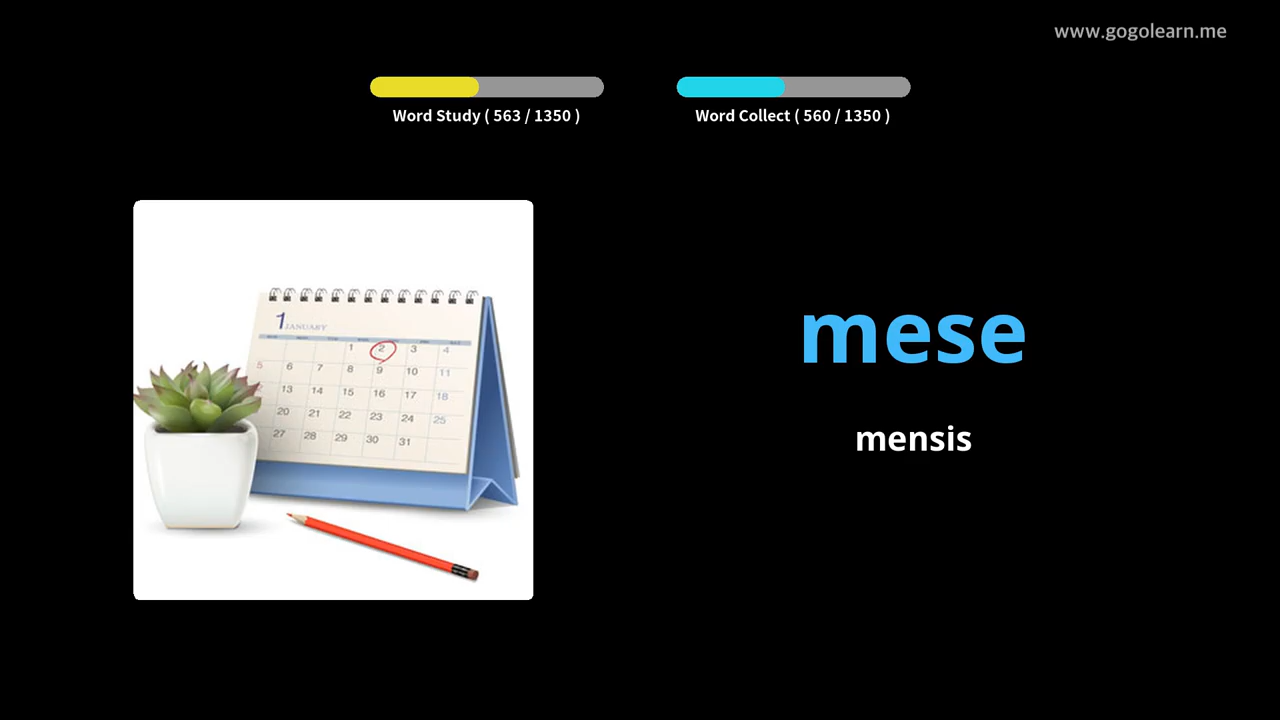 www.gogolearn.me
Word Study ( 563 / 1350 )
Word Collect ( 560 / 1350 )
1 JANUARY
1 2 3 4
5 6 7 8 9 10 11
13 14 15 16 17 18
20 21 22 23 24 25
27 28 29 30 31
mese
mensis